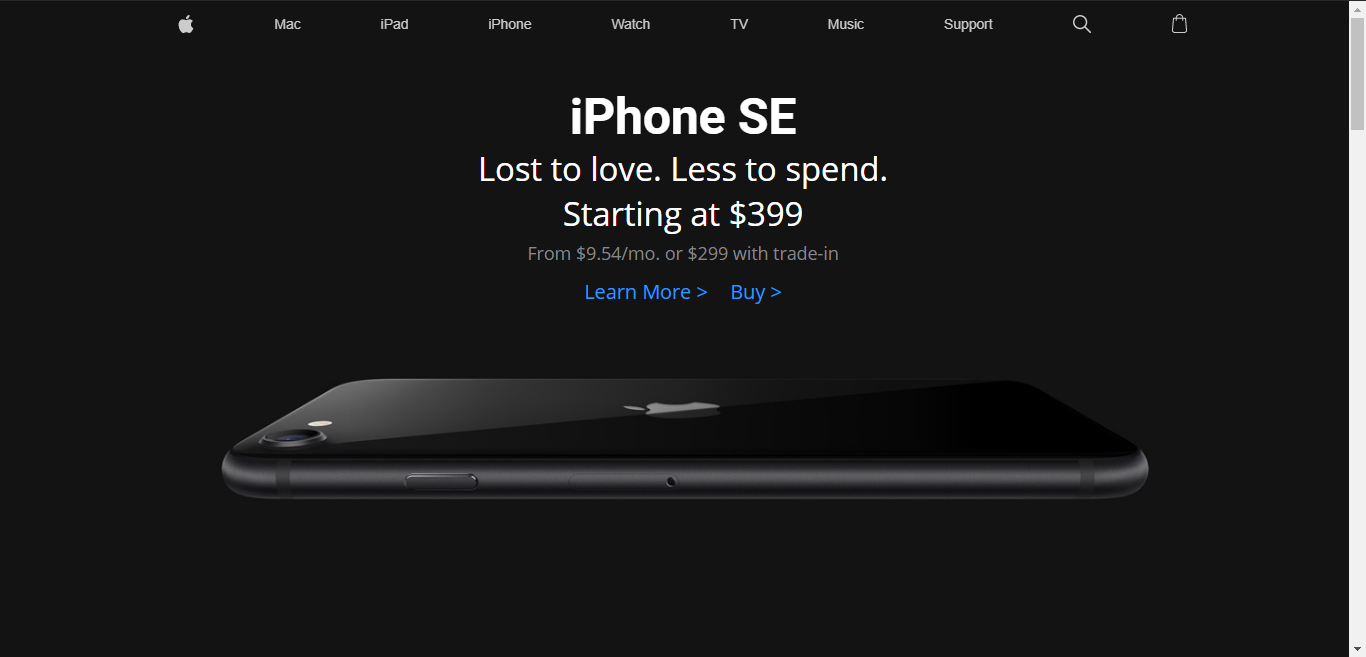 Mac iPad iPhone Watch TV Music Support
iPhone SE
Lost to love. Less to spend.
Starting at $399
From $9.54/mo. or $299 with trade-in
Learn More > Buy >